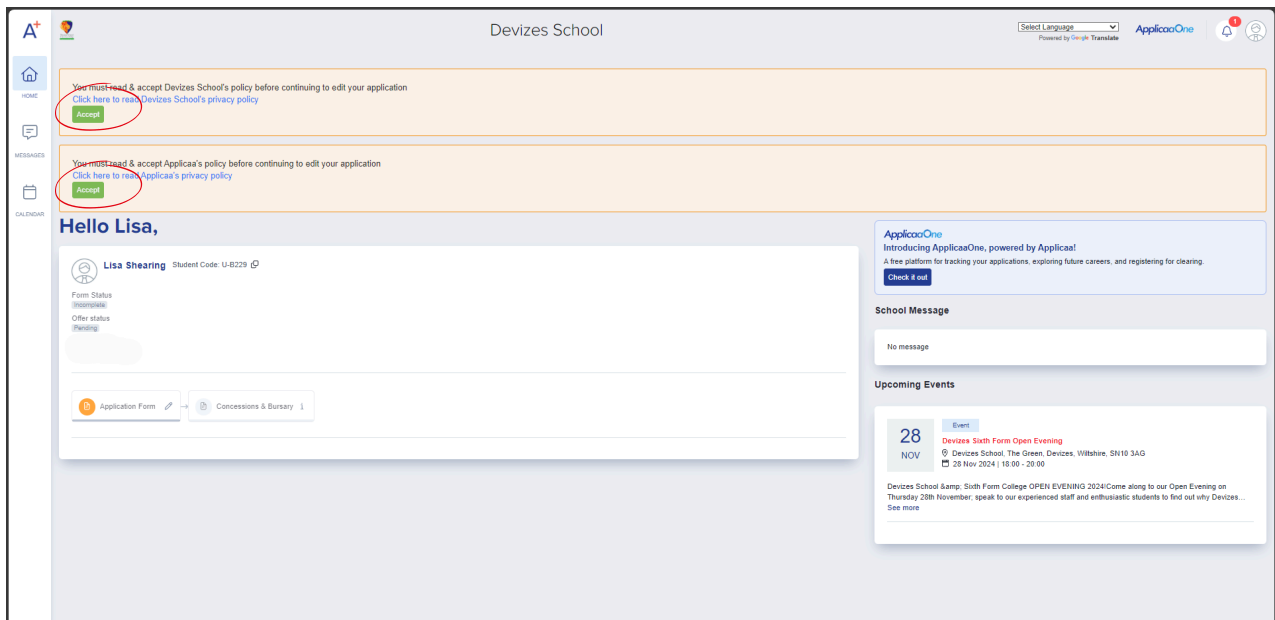 A+
Devizes School
Select Language
Powered by Google Translate
ApplicaaOne
1
HOME
MESSAGES
CALENDAR
You must read & accept Devizes School's policy before continuing to edit your application
Click here to read Devizes School's privacy policy
Accept
You must read & accept Applicaa's policy before continuing to edit your application
Click here to read Applicaa's privacy policy
Accept
Hello Lisa,
Lisa Shearing Student Code: U-B229
Form Status
Incomplete
Offer status
Pending
Application Form
Concessions & Bursary 1
ApplicaaOne
Introducing ApplicaaOne, powered by Applicaa!
A free platform for tracking your applications, exploring future careers, and registering for clearing.
Check it out
School Message
No message
Upcoming Events
28
NOV
Event
Devizes Sixth Form Open Evening
Devizes School, The Green, Devizes, Wiltshire, SN10 3AG
28 Nov 2024 | 18:00 - 20:00
Devizes School &amp; Sixth Form College OPEN EVENING 2024!Come along to our Open Evening on
Thursday 28th November; speak to our experienced staff and enthusiastic students to find out why Devizes...
See more